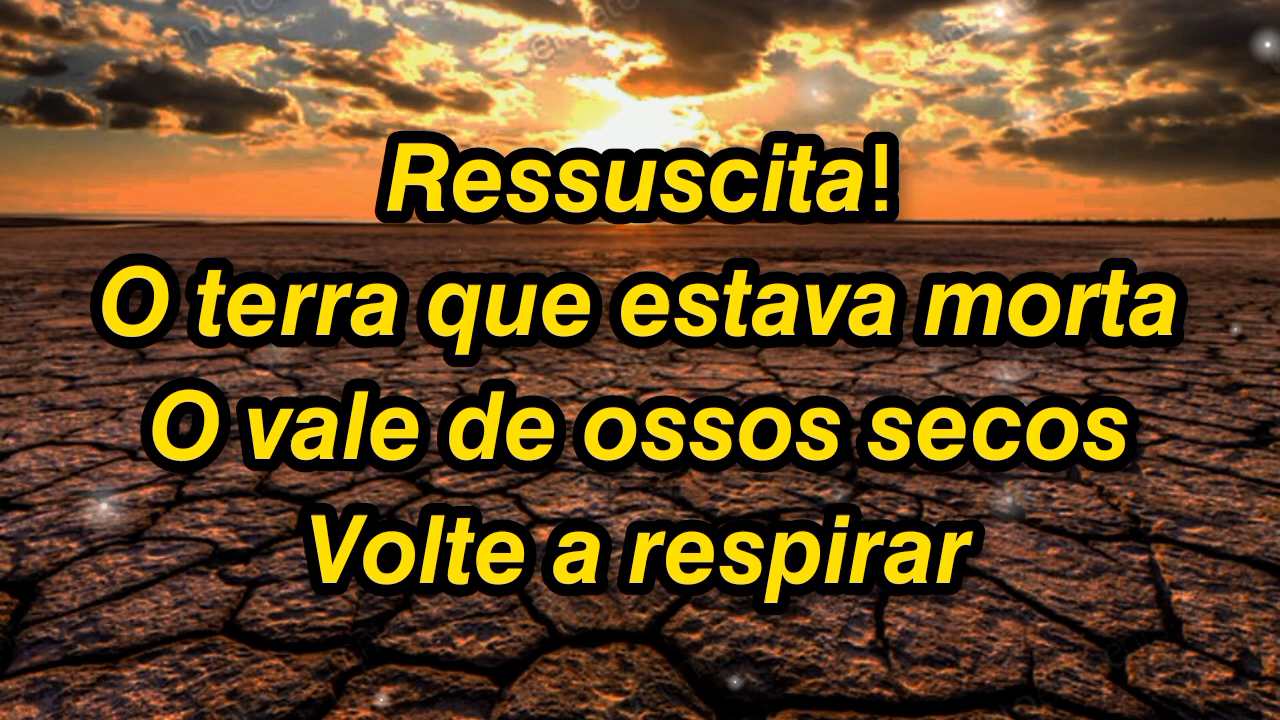 Ressuscita!
O terra que estava morta
O vale de ossos secos
Volte a respirar